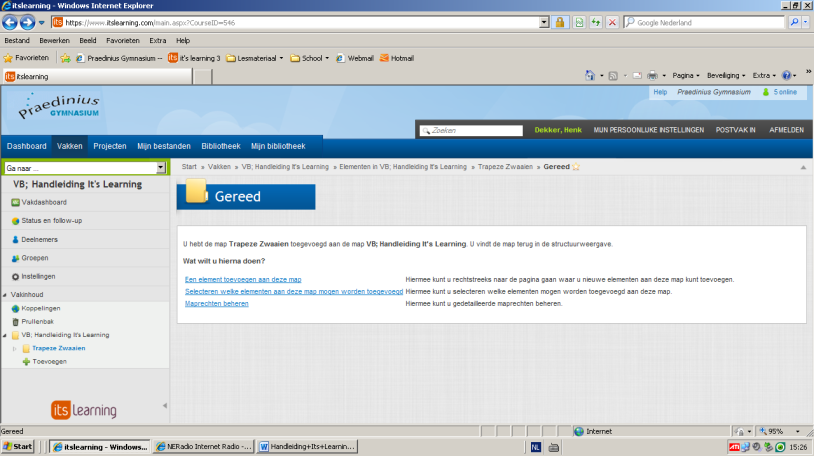 itslearning - Windows Internet Explorer
its https://www.itslearning.com/main.aspx?CourseID=546
Google Nederland
Bestand Bewerken Beeld Favorieten Extra Help
Favorieten Praedinius Gymnasium -- its it's learning 3 Lesmateriaal School Webmail Hotmail
its itslearning
Pagina Beveiliging Extra »
Help Praedinius Gymnasium 5 online
Praedinius
GYMNASIUM
Zoeken Dekker, Henk MIJN PERSOONLIJKE INSTELLINGEN POSTVAK IN AFMELDEN
Dashboard Vakken Projecten Mijn bestanden Bibliotheek Mijn bibliotheek
Ga naar ...
Start » Vakken » VB; Handleiding It's Learning » Elementen in VB; Handleiding It's Learning » Trapeze Zwaaien » Gereed
VB; Handleiding It's Learning
Vakdashboard
Status en follow-up
Deelnemers
Groepen
Instellingen
Vakinhoud
Koppelingen
Prullenbak
VB; Handleiding It's Learning
Trapeze Zwaaien
Toevoegen
its Learning
Gereed
U hebt de map Trapeze Zwaaien toegevoegd aan de map VB; Handleiding It's Learning. U vindt de map terug in de structuurweergave.
Wat wilt u hierna doen?
Een element toevoegen aan deze map Hiermee kunt u rechtstreeks naar de pagina gaan waar u nieuwe elementen aan deze map kunt toevoegen.
Selecteren welke elementen aan deze map mogen worden toegevoegd Hiermee kunt u selecteren welke elementen mogen worden toegevoegd aan deze map.
Maprechten beheren Hiermee kunt u gedetailleerde maprechten beheren.
Gereed Internet 95%
Start itslearning - Windows... NERadio Internet Radio -... Handleiding+Its+Learnin... NL ATI 15:26